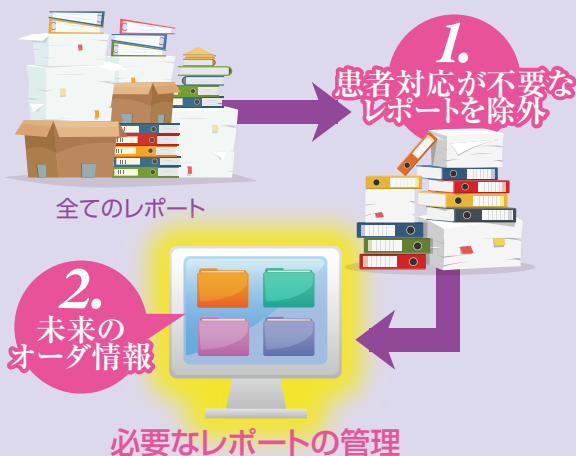 全てのレポート
1.
患者対応が不要な
レポートを除外
2.
未来の
オーダ情報
必要なレポートの管理